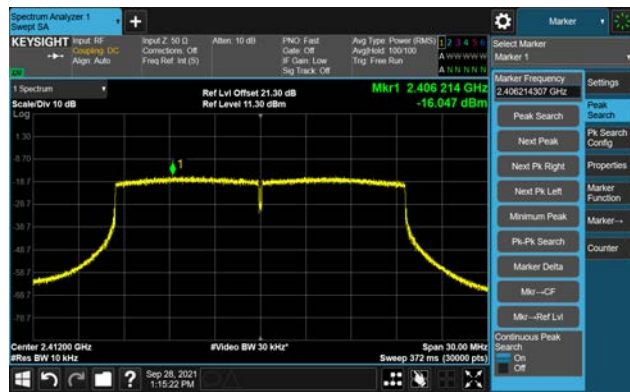 Spectrum Analyzer 1
Swept SA
Marker
KEYSIGHT
Input: RF
Coupling: DC
Align: Auto
Input Z: 50 Ω
Corrections: Off
Freq Ref: Int (S)
Atten: 10 dB
PNO: Fast
Gate: Off
IF Gain: Low
Sig Track: Off
Avg Type: Power (RMS)
Avg|Hold: 100/100
Trig: Free Run
1 2 3 4 5 6
A W W W W W
A N N N N N
Select Marker
Marker 1
1 Spectrum
Scale/Div 10 dB
Log
Ref Lvl Offset 21.30 dB
Ref Level 11.30 dBm
Mkr1 2.406 214 GHz
-16.047 dBm
1.30
-8.70
-18.7
-28.7
-38.7
-48.7
-58.7
-68.7
-78.7
1
Center 2.41200 GHz
#Res BW 10 kHz
#Video BW 30 kHz*
Span 30.00 MHz
Sweep 372 ms (30000 pts)
Marker Frequency
2.406214307 GHz
Peak Search
Next Peak
Next Pk Right
Next Pk Left
Minimum Peak
Pk-Pk Search
Marker Delta
Mkr→CF
Mkr→Ref Lvl
Continuous Peak
Search
On
Off
Settings
Peak
Search
Pk Search
Config
Properties
Marker
Function
Marker→
Counter
?
Sep 28, 2021
1:15:22 PM